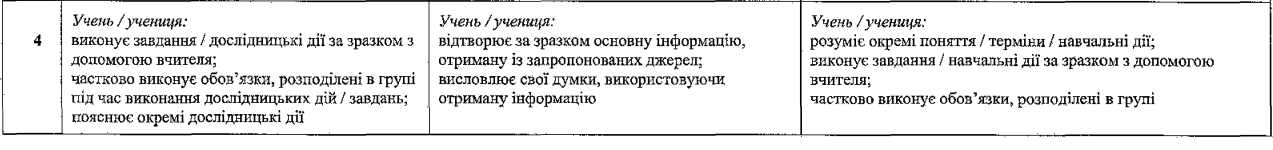 4
Учень / учениця:
виконує завдання / дослідницькі дії за зразком з
допомогою вчителя;
частково виконує обов’язки, розподілені в групі
під час виконання дослідницьких дій / завдань;
пояснює окремі дослідницькі дії
Учень / учениця:
відтворює за зразком основну інформацію,
отриману із запропонованих джерел;
висловлює свої думки, використовуючи
отриману інформацію
Учень / учениця:
розуміє окремі поняття / терміни / навчальні дії;
виконує завдання / навчальні дії за зразком з допомогою
вчителя;
частково виконує обов’язки, розподілені в групі